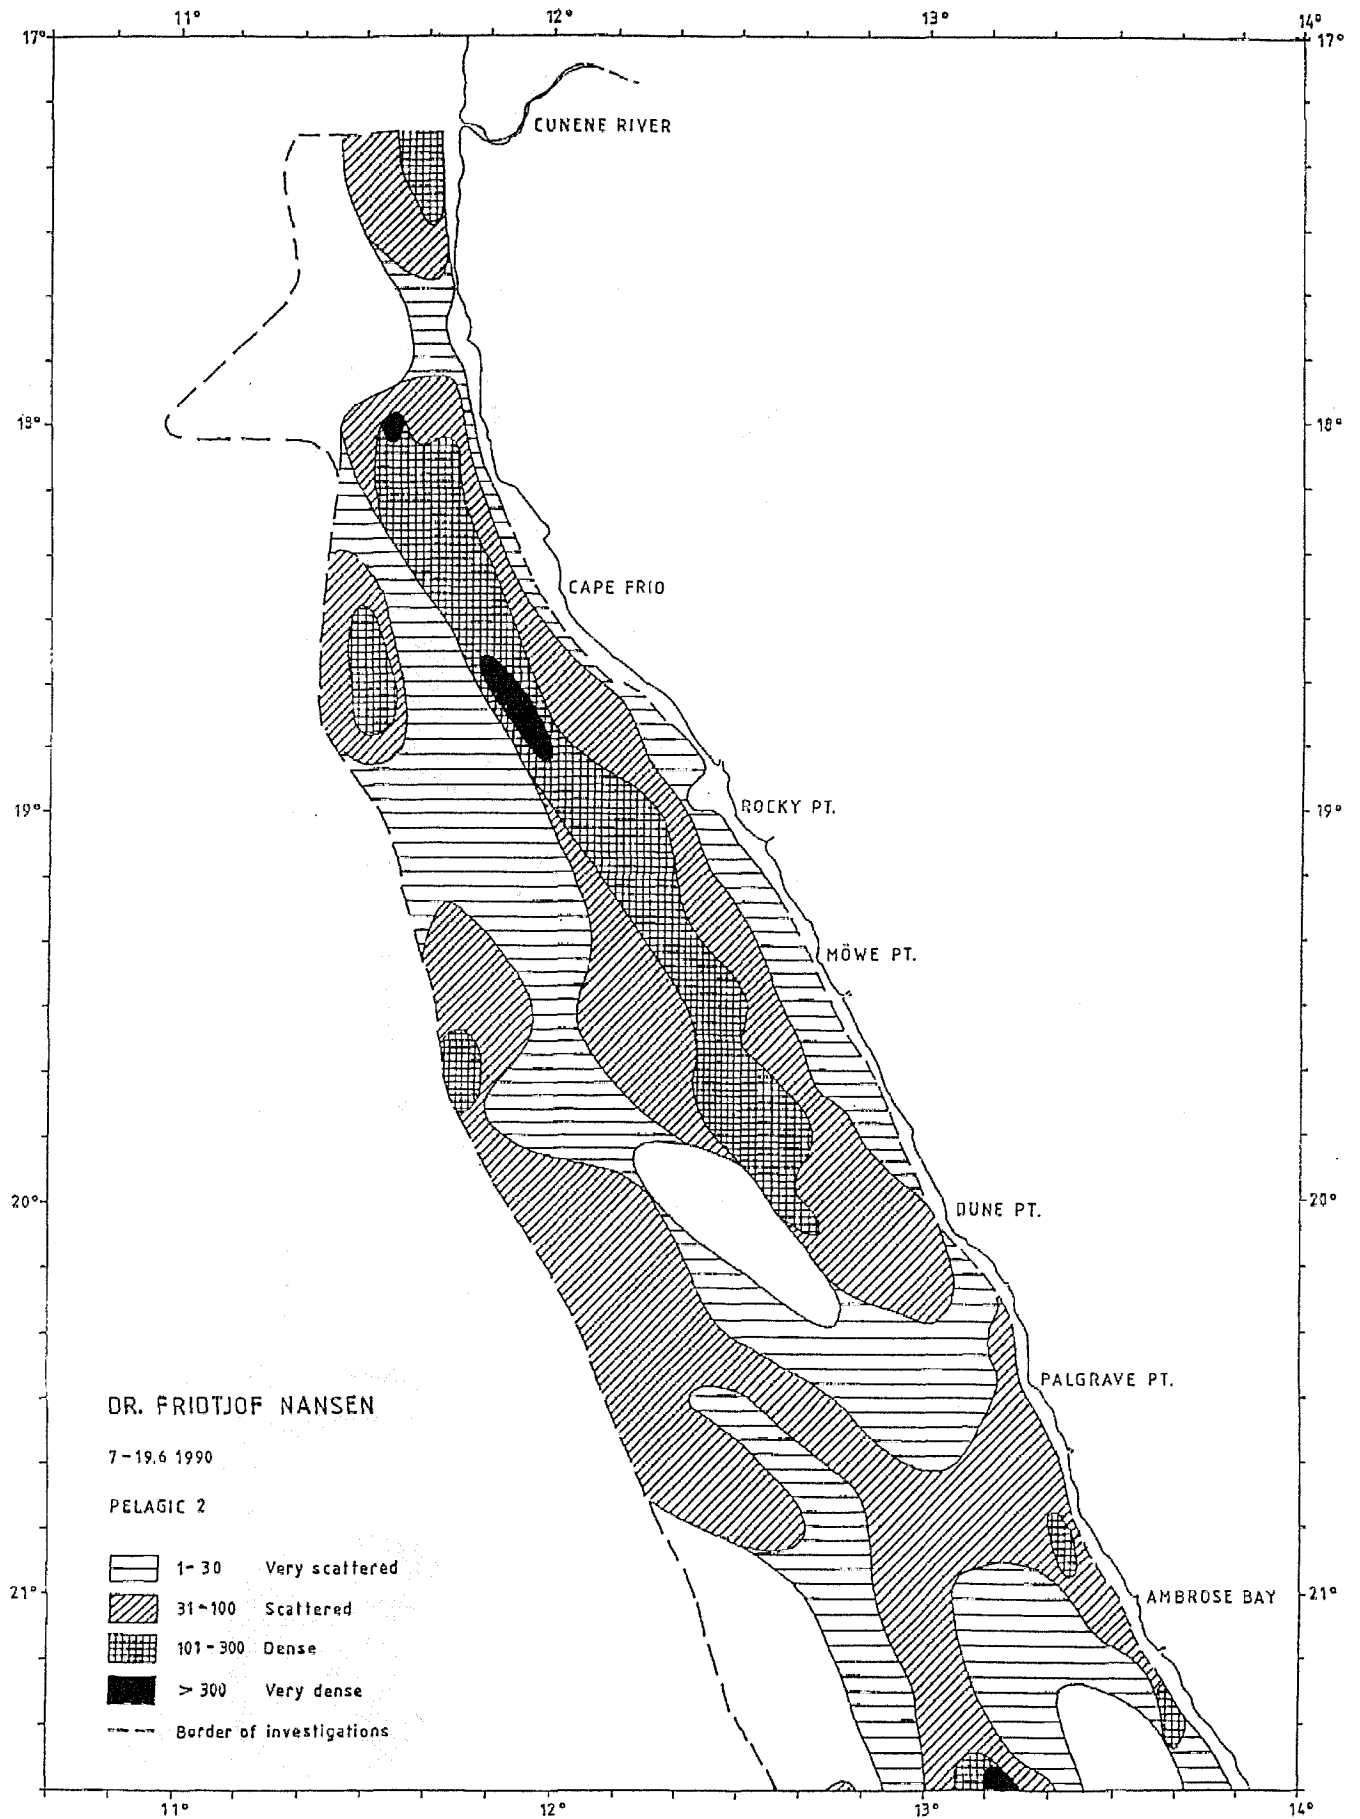 11° 12° 13° 14°
17° 17°
CUNENE RIVER
18° 18°
CAPE FRIO
19° ROCKY PT. 19°
MÖWE PT.
20° DUNE PT. 20°
PALGRAVE PT.
DR. FRIDTJOF NANSEN
7-19.6 1990
PELAGIC 2
1-30 Very scattered
31-100 Scattered
101-300 Dense
> 300 Very dense
Border of investigations
21° AMBROSE BAY 21°
11° 12° 13° 14°